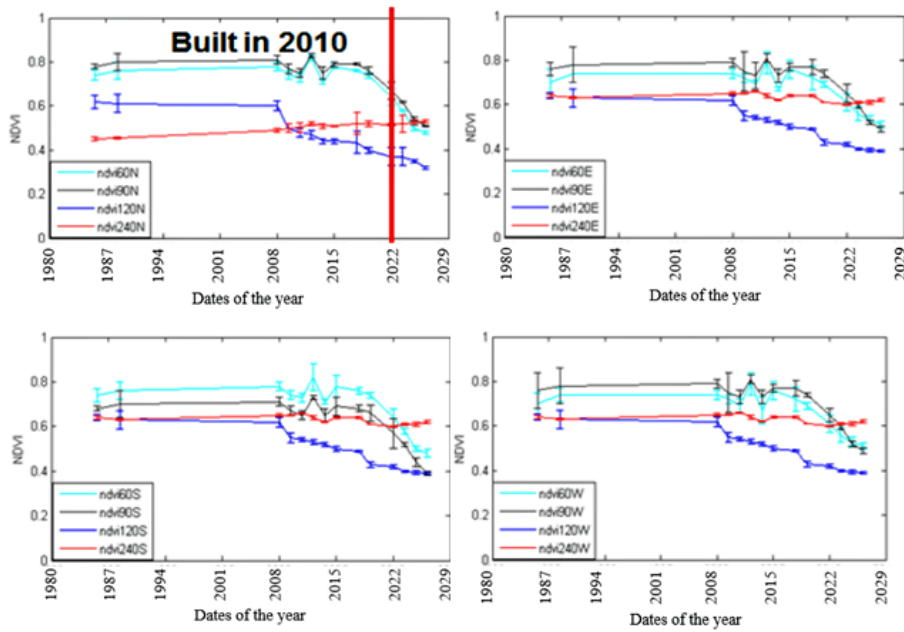 Built in 2010
NDVI
1
0.8
0.6
0.4
0.2
0
ndvi60N
ndvi90N
ndvi120N
ndvi240N
1980
1987
1994
2001
2008
2015
2022
2029
Dates of the year
NDVI
1
0.8
0.6
0.4
0.2
0
ndvi60E
ndvi90E
ndvi120E
ndvi240E
1980
1987
1994
2001
2008
2015
2022
2029
Dates of the year
NDVI
1
0.8
0.6
0.4
0.2
0
ndvi60S
ndvi90S
ndvi120S
ndvi240S
1980
1987
1994
2001
2008
2015
2022
2029
Dates of the year
NDVI
1
0.8
0.6
0.4
0.2
0
ndvi60W
ndvi90W
ndvi120W
ndvi240W
1980
1987
1994
2001
2008
2015
2022
2029
Dates of the year